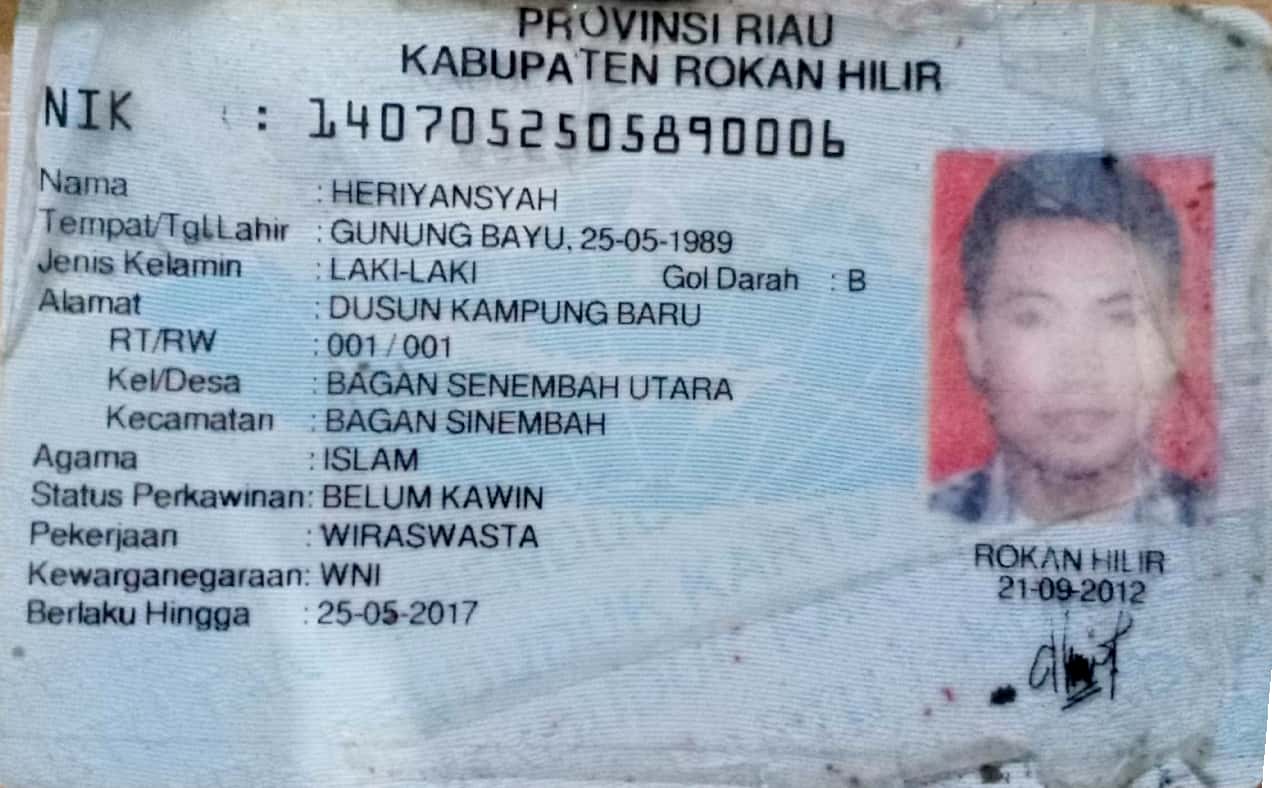 PROVINSI RIAU
KABUPATEN ROKAN HILIR
NIK : 1407052505890006
Nama : HERIYANSYAH
Tempat/Tgl.Lahir : GUNUNG BAYU, 25-05-1989
Jenis Kelamin : LAKI-LAKI Gol Darah : B
Alamat : DUSUN KAMPUNG BARU
RT/RW : 001 / 001
Kel/Desa : BAGAN SENEMBAH UTARA
Kecamatan : BAGAN SINEMBAH
Agama : ISLAM
Status Perkawinan: BELUM KAWIN
Pekerjaan : WIRASWASTA
Kewarganegaraan: WNI
Berlaku Hingga : 25-05-2017
ROKAN HILIR
21-09-2012